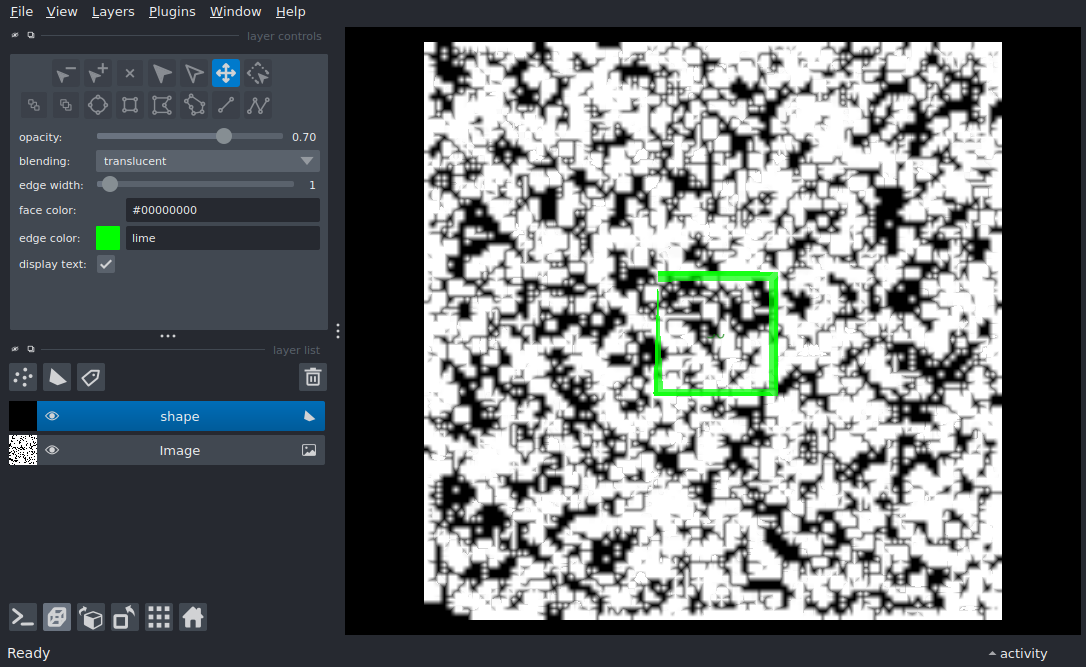 File View Layers Plugins Window Help
layer controls
opacity: 0.70
blending: translucent
edge width: 1
face color: #00000000
edge color: lime
display text:
layer list
shape
Image
Ready
activity